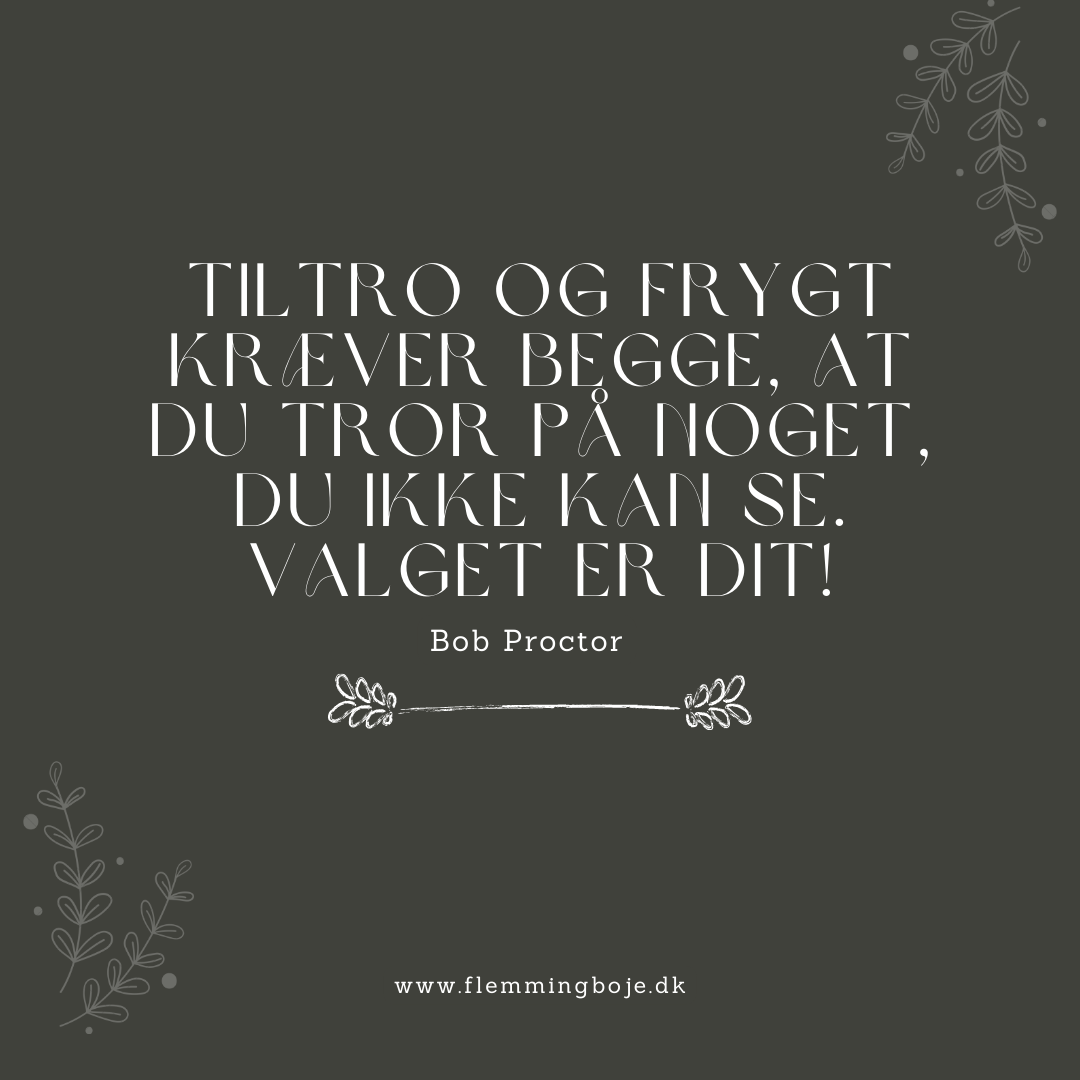 TILTRO OG FRYGT
KRÆVER BEGGE, AT
DU TROR PÅ NOGET,
DU IKKE KAN SE.
VALGET ER DIT!
Bob Proctor
www.flemmingboje.dk